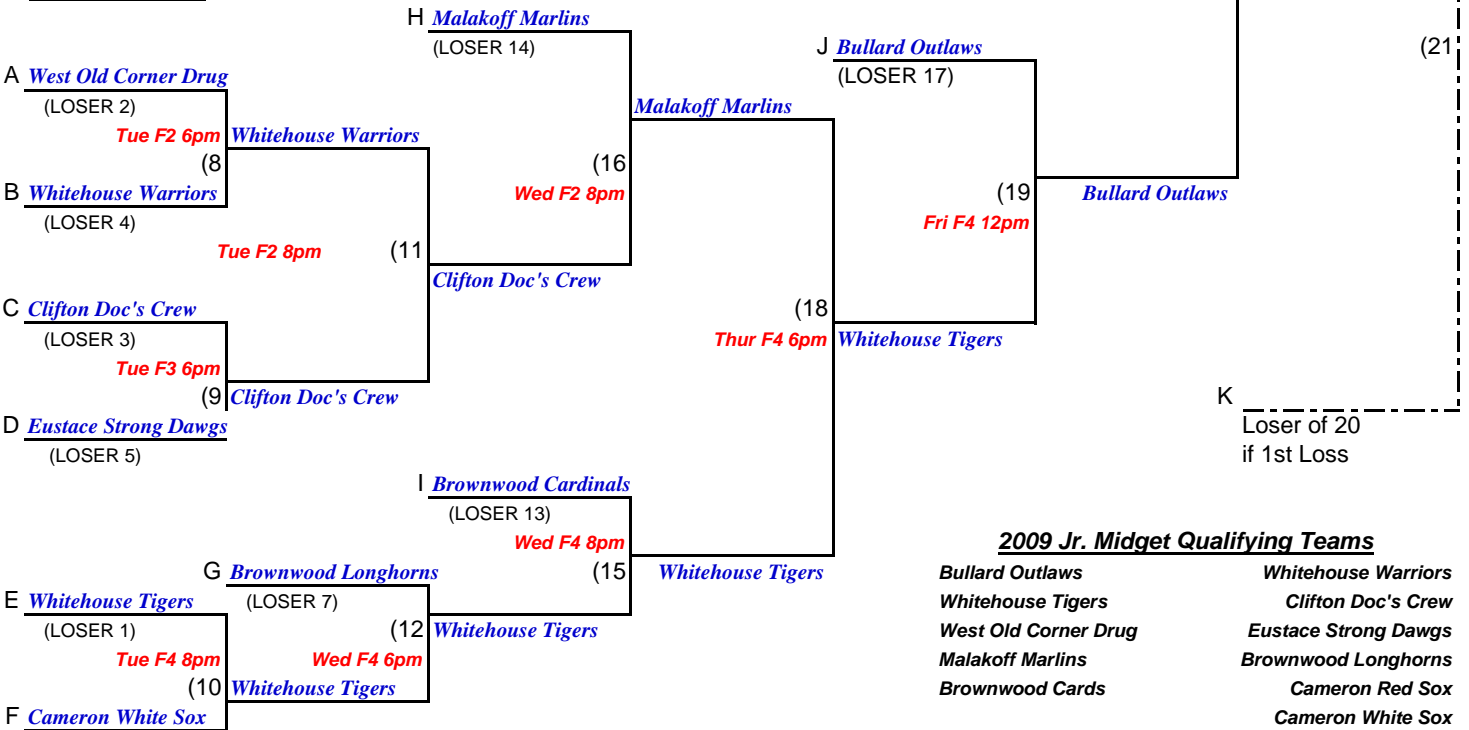 H Malakoff Marlins
(LOSER 14)
J Bullard Outlaws
(LOSER 17)
(21
A West Old Corner Drug
(LOSER 2)
Tue F2 6pm
(8
Whitehouse Warriors
B Whitehouse Warriors
(LOSER 4)
Tue F2 8pm
(11
Malakoff Marlins
(16
Wed F2 8pm
(19
Fri F4 12pm
Bullard Outlaws
Clifton Doc's Crew
C Clifton Doc's Crew
(LOSER 3)
Tue F3 6pm
(9
Clifton Doc's Crew
D Eustace Strong Dawgs
(LOSER 5)
(18
Thur F4 6pm
Whitehouse Tigers
K
Loser of 20
if 1st Loss
I Brownwood Cardinals
(LOSER 13)
Wed F4 8pm
(15
Whitehouse Tigers
G Brownwood Longhorns
(LOSER 7)
E Whitehouse Tigers
(LOSER 1)
(12
Whitehouse Tigers
Tue F4 8pm
Wed F4 6pm
(10
Whitehouse Tigers
F Cameron White Sox
2009 Jr. Midget Qualifying Teams
Bullard Outlaws Whitehouse Warriors
Whitehouse Tigers Clifton Doc's Crew
West Old Corner Drug Eustace Strong Dawgs
Malakoff Marlins Brownwood Longhorns
Brownwood Cards Cameron Red Sox
Cameron White Sox